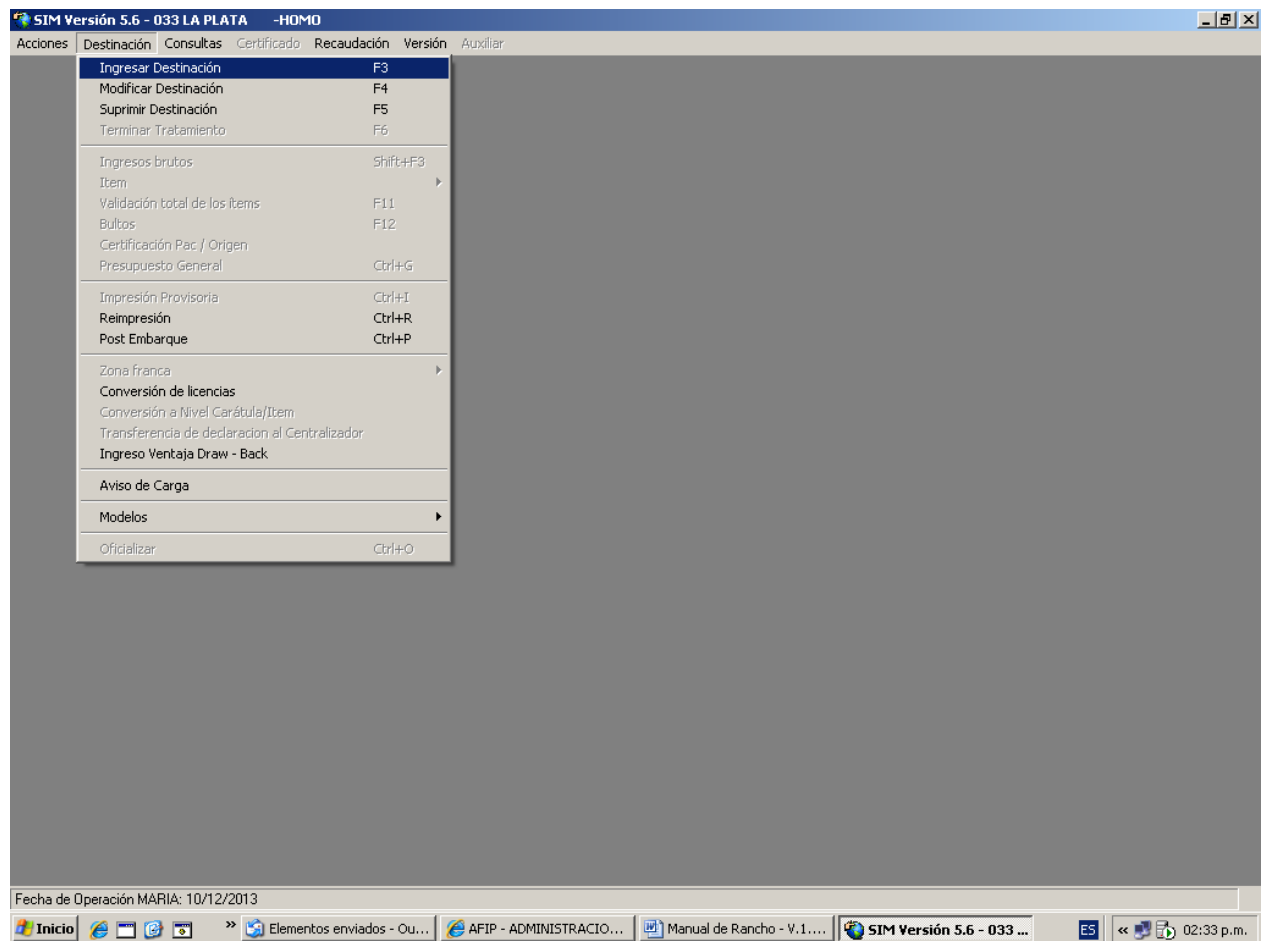 SIM Versión 5.6 - 033 LA PLATA -HOMO
Acciones Destinación Consultas Certificado Recaudación Versión Auxiliar
Ingresar Destinación F3
Modificar Destinación F4
Suprimir Destinación F5
Terminar Tratamiento F6
Ingresos brutos Shift+F3
Item
Validación total de los ítems F11
Bultos F12
Certificación Pac / Origen
Presupuesto General Ctrl+G
Impresión Provisoria Ctrl+I
Reimpresión Ctrl+R
Post Embarque Ctrl+P
Zona franca
Conversión de licencias
Conversión a Nivel Carátula/Item
Transferencia de declaracion al Centralizador
Ingreso Ventaja Draw - Back
Aviso de Carga
Modelos
Oficializar Ctrl+O
Fecha de Operación MARIA: 10/12/2013
Inicio » Elementos enviados - Ou... AFIP - ADMINISTRACIO... Manual de Rancho - V.1.... SIM Versión 5.6 - 033 ... ES « 02:33 p.m.